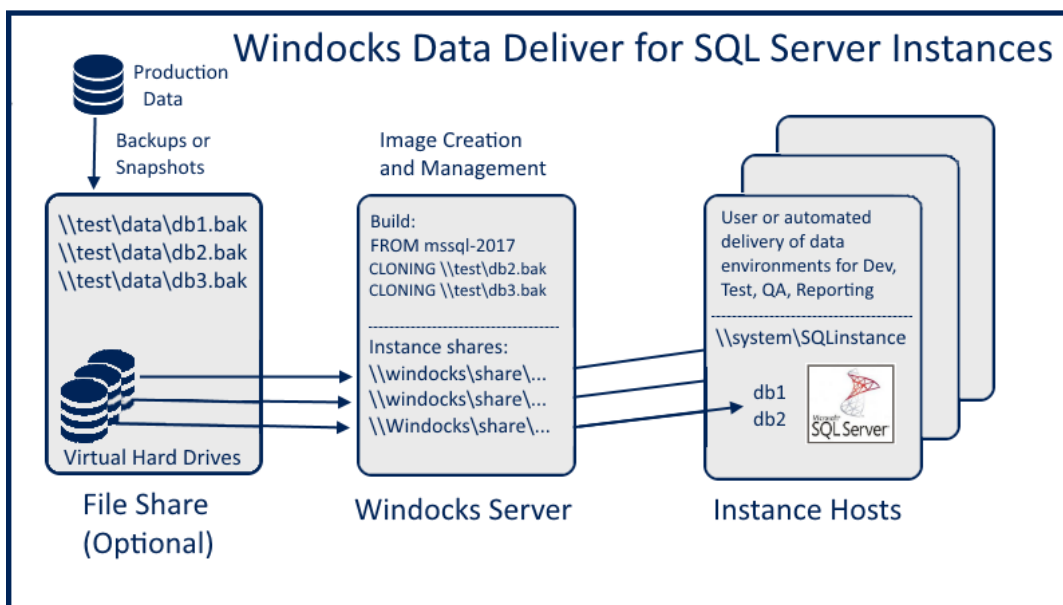 Windocks Data Deliver for SQL Server Instances
Production
Data
Backups or
Snapshots
\\test\data\db1.bak
\\test\data\db2.bak
\\test\data\db3.bak
Virtual Hard Drives
File Share
(Optional)
Image Creation
and Management
Build:
FROM mssql-2017
CLONING \\test\db2.bak
CLONING \\test\db3.bak
Instance shares:
\\windocks\share\...
\\windocks\share\...
\\Windocks\share\...
Windocks Server
User or automated
delivery of data
environments for Dev,
Test, QA, Reporting
\\system\SQLinstance
db1
db2
Microsoft
SQL Server
Instance Hosts